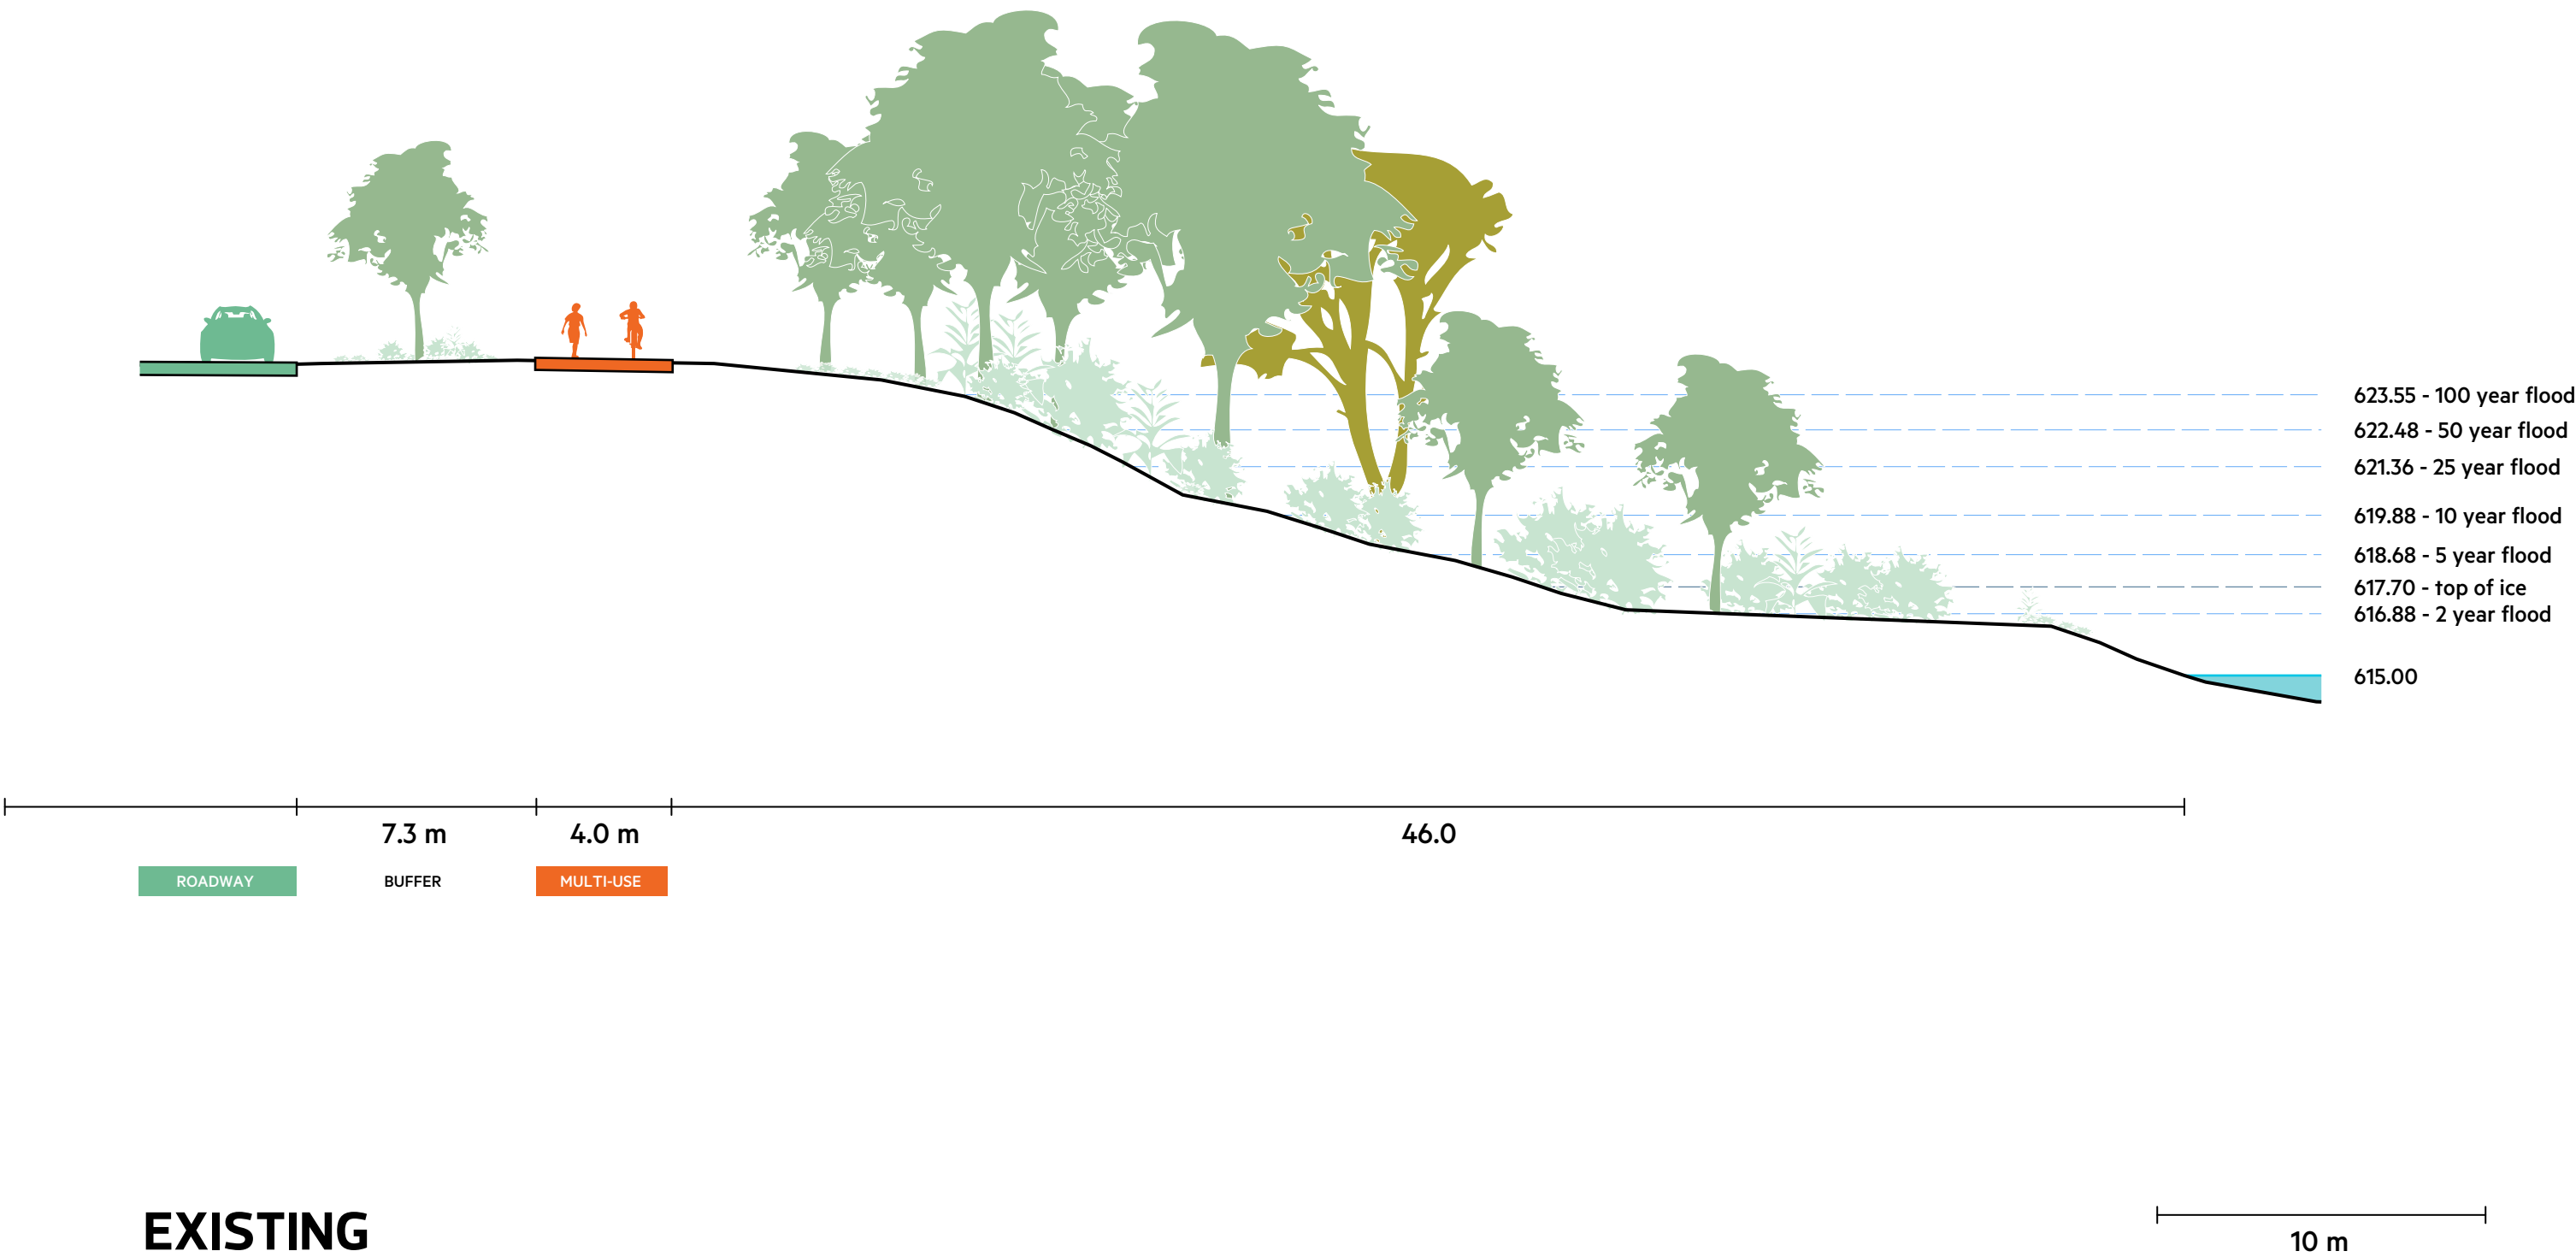 623.55 - 100 year flood
622.48 - 50 year flood
621.36 - 25 year flood
619.88 - 10 year flood
618.68 - 5 year flood
617.70 - top of ice
616.88 - 2 year flood
615.00
7.3 m
4.0 m
46.0
ROADWAY
BUFFER
MULTI-USE
EXISTING
10 m